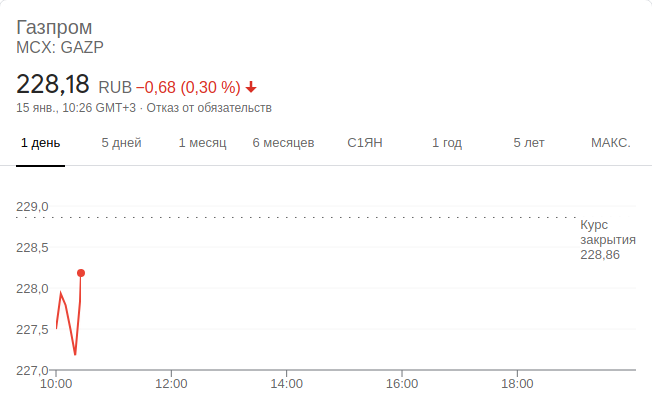 Газпром
MCX: GAZP
228,18 RUB −0,68 (0,30 %)
15 янв., 10:26 GMT+3 · Отказ от обязательств
1 день 5 дней 1 месяц 6 месяцев С1ЯН 1 год 5 лет МАКС.
229,0
Курс
закрытия
228,86
228,5
228,0
227,5
227,0
10:00 12:00 14:00 16:00 18:00